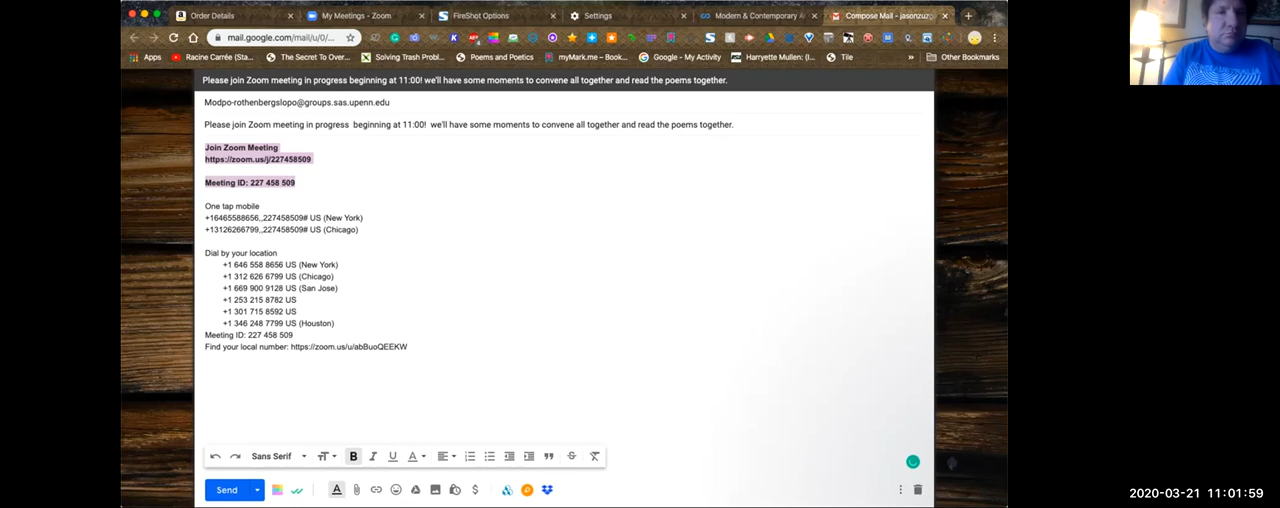 Order Details
My Meetings - Zoom
FireShot Options
Settings
Modern & Contemporary A
Compose Mail - jasonzuz
mail.google.com/mail/u/0/...
Apps
Racine Carrée (Sta...
The Secret To Over...
Solving Trash Probl...
Poems and Poetics
myMark.me – Book...
Google - My Activity
Harryette Mullen: (I...
Tile
»
Other Bookmarks
Please join Zoom meeting in progress beginning at 11:00! we'll have some moments to convene all together and read the poems together.
Modpo-rothenbergslopo@groups.sas.upenn.edu
Please join Zoom meeting in progress beginning at 11:00! we'll have some moments to convene all together and read the poems together.
Join Zoom Meeting
https://zoom.us/j/227458509
Meeting ID: 227 458 509
One tap mobile
+16465588656,,227458509# US (New York)
+13126266799,,227458509# US (Chicago)
Dial by your location
+1 646 558 8656 US (New York)
+1 312 626 6799 US (Chicago)
+1 669 900 9128 US (San Jose)
+1 253 215 8782 US
+1 301 715 8592 US
+1 346 248 7799 US (Houston)
Meeting ID: 227 458 509
Find your local number: https://zoom.us/u/abBuoQEEKW
Sans Serif
Send
2020-03-21 11:01:59